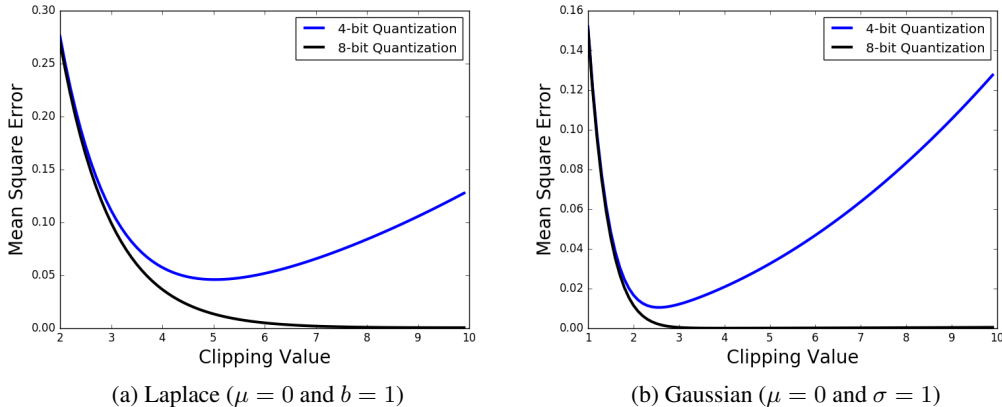 0.30
0.25
0.20
0.15
0.10
0.05
0.00
Mean Square Error
4-bit Quantization
8-bit Quantization
2 3 4 5 6 7 8 9 10
Clipping Value
(a) Laplace (μ = 0 and b = 1)
0.16
0.14
0.12
0.10
0.08
0.06
0.04
0.02
0.00
Mean Square Error
4-bit Quantization
8-bit Quantization
1 2 3 4 5 6 7 8 9 10
Clipping Value
(b) Gaussian (μ = 0 and σ = 1)